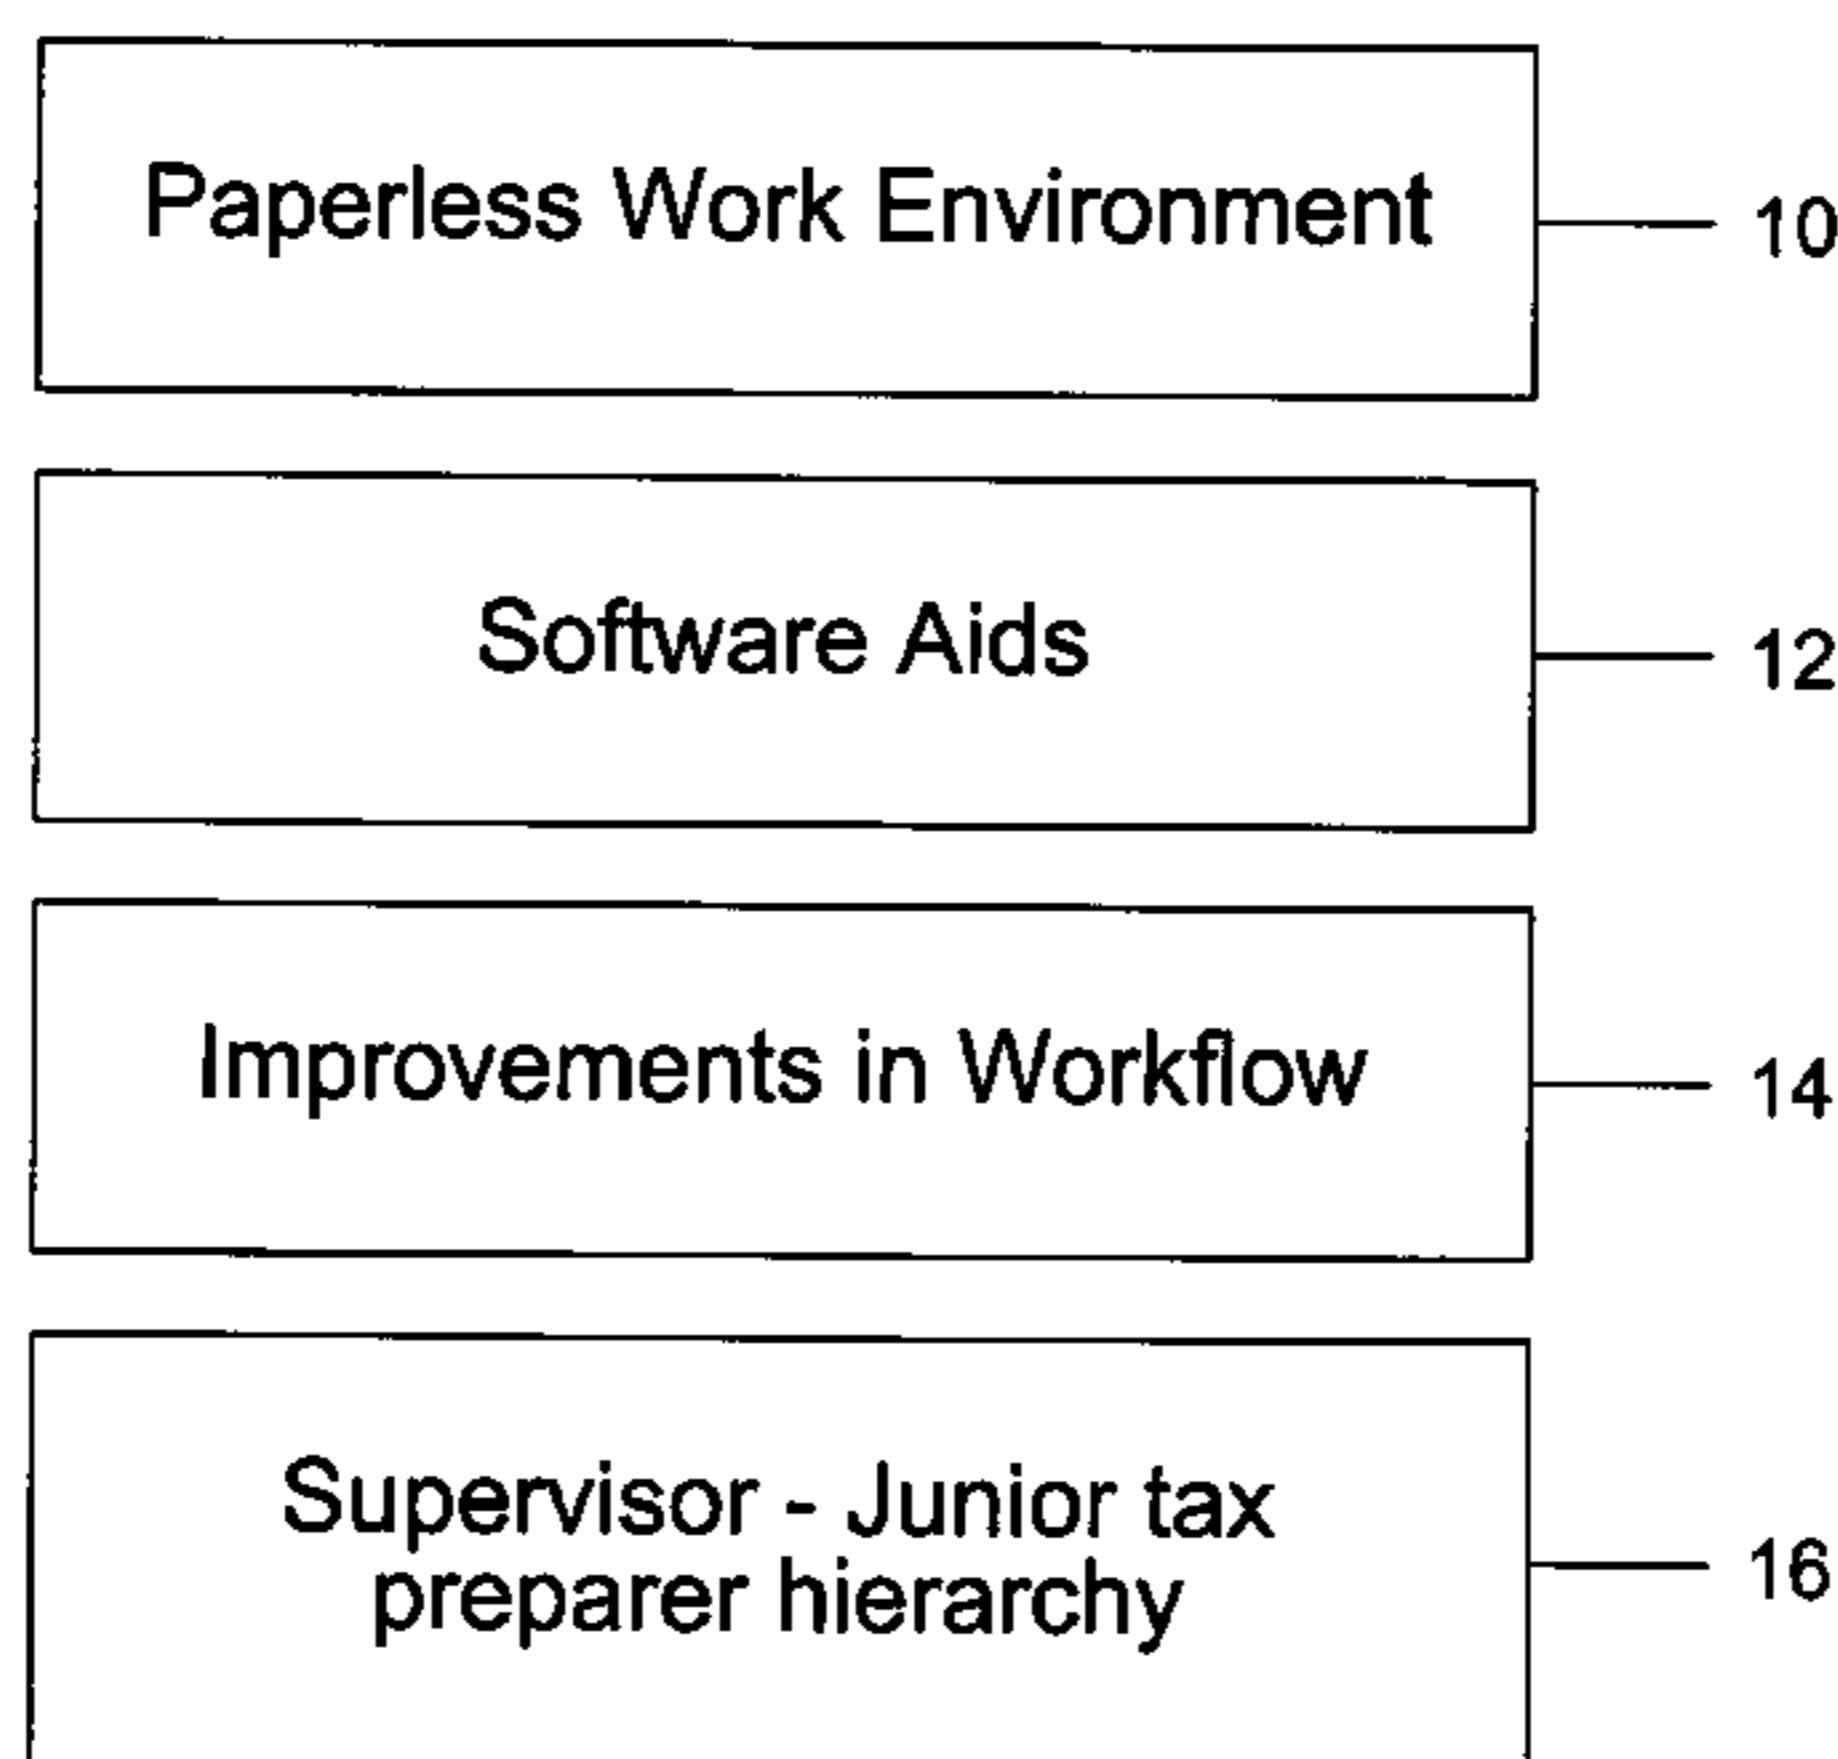 Paperless Work Environment
10
Software Aids
12
Improvements in Workflow
14
Supervisor - Junior tax
preparer hierarchy
16